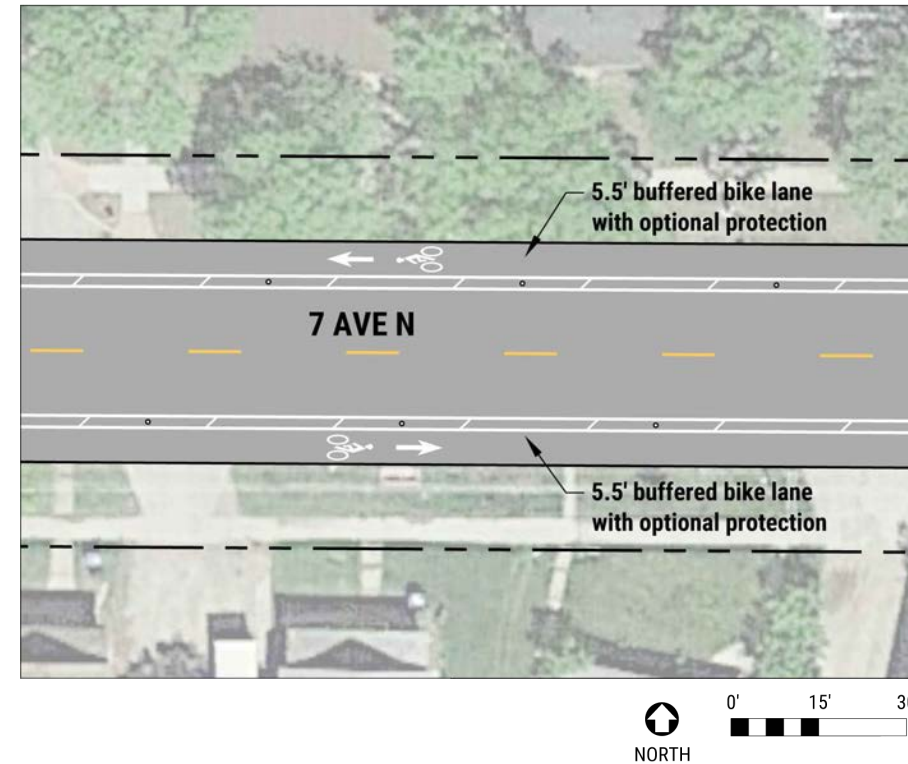 5.5' buffered bike lane
with optional protection
7 AVE N
5.5' buffered bike lane
with optional protection
0' 15'
NORTH